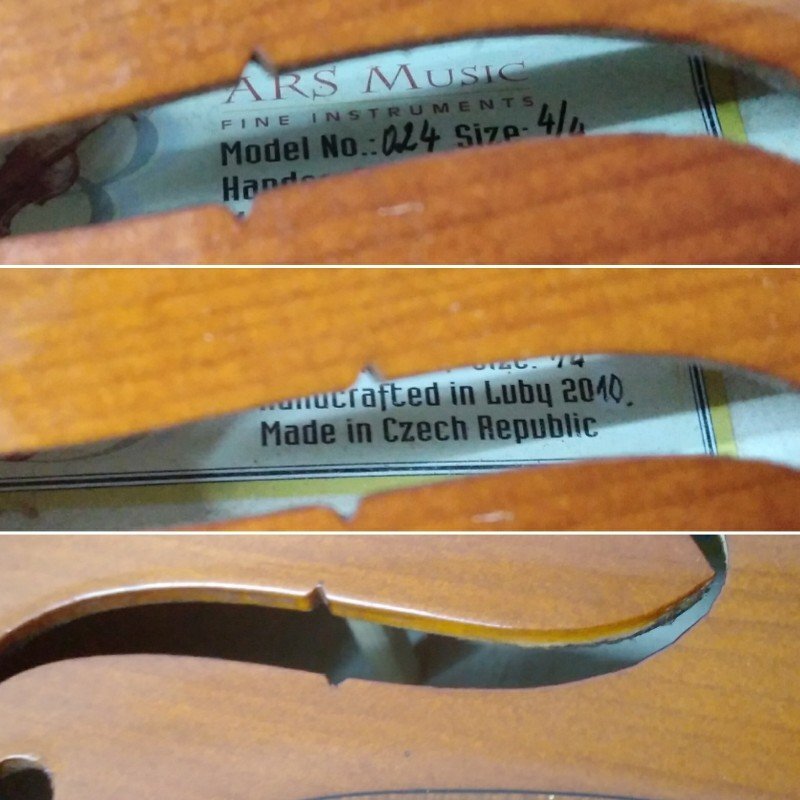 ARS MUSIC
FINE INSTRUMENTS
Model No.: 024 Size: 4/4
Handcrafted in Luby 2010.
Made in Czech Republic